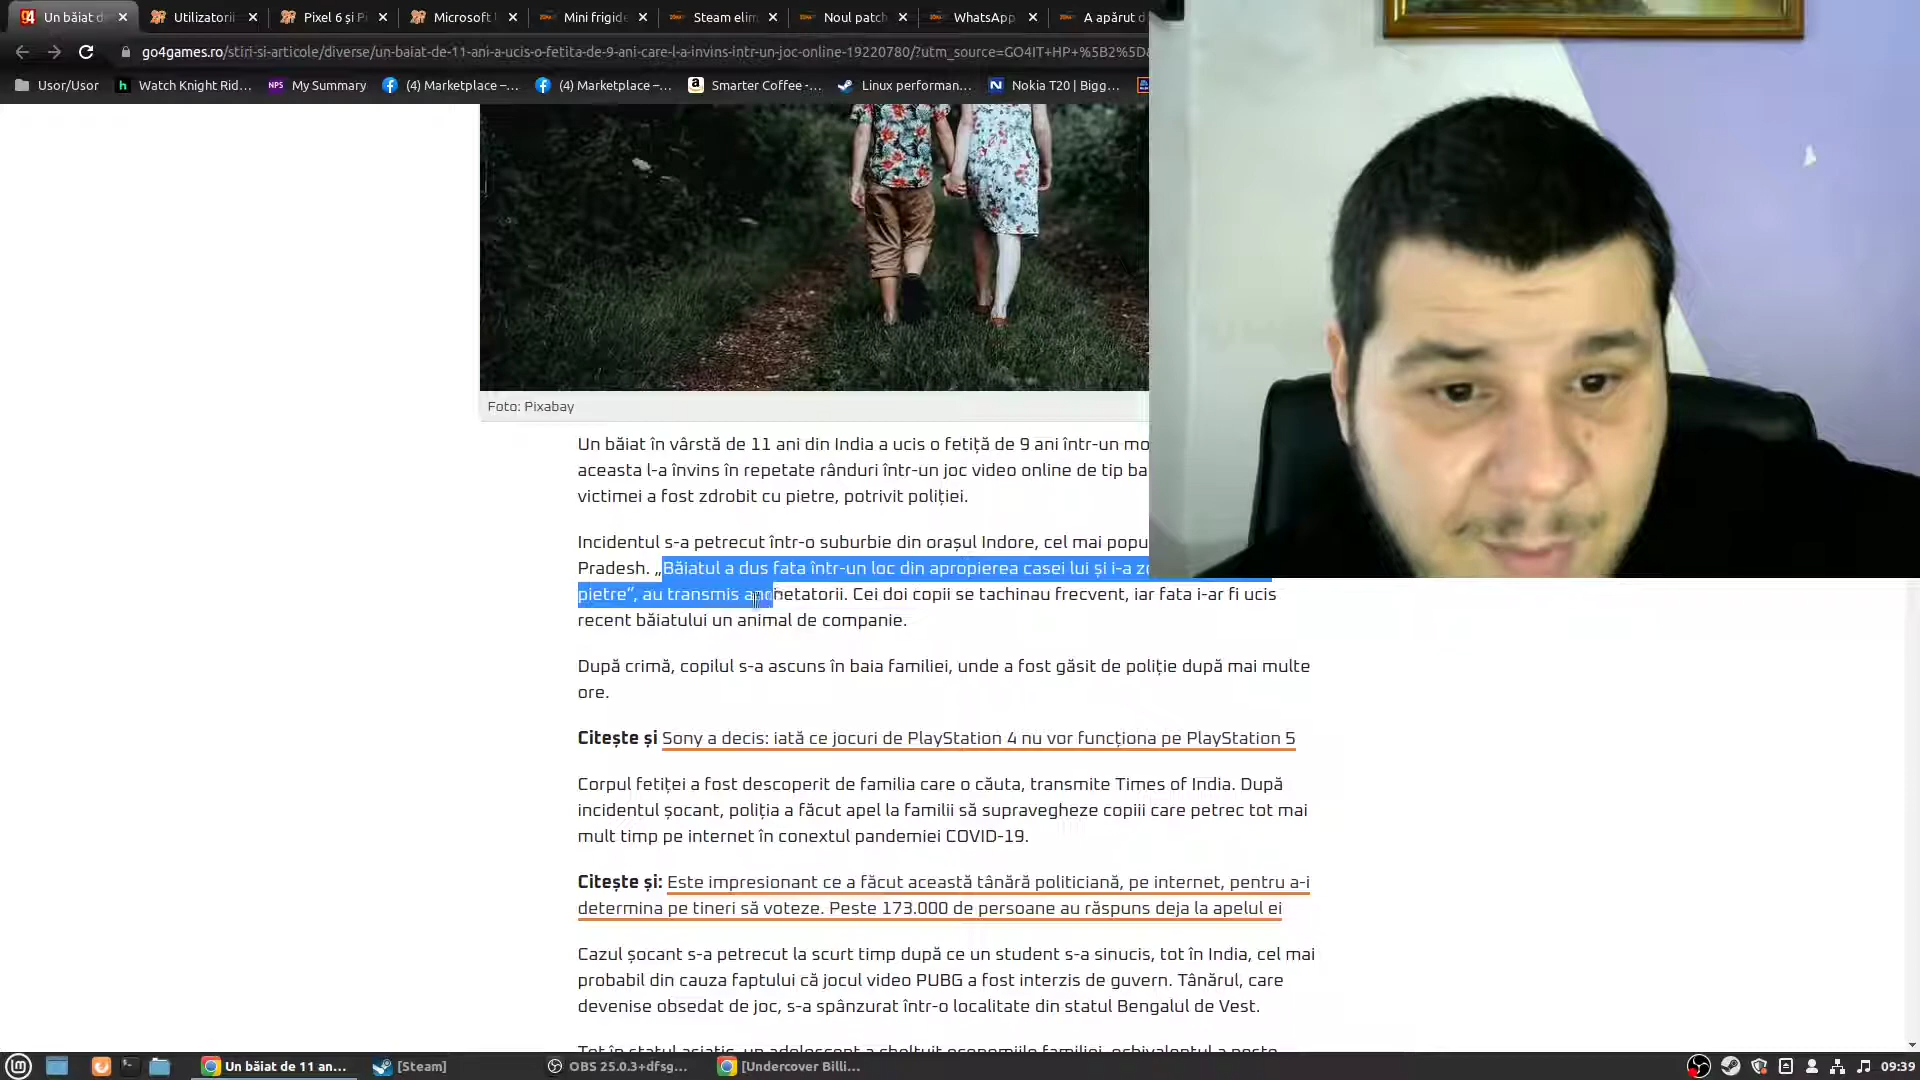 Un băiat d
Utilizatorii
Pixel 6 și Pi
Microsoft
Mini frigide
Steam elim
Noul patch
WhatsApp
A apărut d
go4games.ro/stiri-si-articole/diverse/un-baiat-de-11-ani-a-ucis-o-fetita-de-9-ani-care-l-a-invins-intr-un-joc-online-19220780/?utm_source=GO4IT+HP+%5B2%5D&
Usor/Usor
Watch Knight Rid...
NPS My Summary
(4) Marketplace –...
(4) Marketplace –...
Smarter Coffee -...
Linux performan...
Nokia T20 | Bigg...
Foto: Pixabay
Un băiat în vârstă de 11 ani din India a ucis o fetiță de 9 ani într-un mo
aceasta l-a învins în repetate rânduri într-un joc video online de tip ba
victimei a fost zdrobit cu pietre, potrivit poliției.
Incidentul s-a petrecut într-o suburbie din orașul Indore, cel mai popu
Pradesh. „Băiatul a dus fata într-un loc din apropierea casei lui și i-a z
pietre”, au transmis anchetatorii. Cei doi copii se tachinau frecvent, iar fata i-ar fi ucis
recent băiatului un animal de companie.
După crimă, copilul s-a ascuns în baia familiei, unde a fost găsit de poliție după mai multe
ore.
Citește și Sony a decis: iată ce jocuri de PlayStation 4 nu vor funcționa pe PlayStation 5
Corpul fetiței a fost descoperit de familia care o căuta, transmite Times of India. După
incidentul șocant, poliția a făcut apel la familii să supravegheze copiii care petrec tot mai
mult timp pe internet în conextul pandemiei COVID-19.
Citește și: Este impresionant ce a făcut această tânără politiciană, pe internet, pentru a-i
determina pe tineri să voteze. Peste 173.000 de persoane au răspuns deja la apelul ei
Cazul șocant s-a petrecut la scurt timp după ce un student s-a sinucis, tot în India, cel mai
probabil din cauza faptului că jocul video PUBG a fost interzis de guvern. Tânărul, care
devenise obsedat de joc, s-a spânzurat într-o localitate din statul Bengalul de Vest.
Un băiat de 11 an...
[Steam]
OBS 25.0.3+dfsg...
[Undercover Billi...
09:39